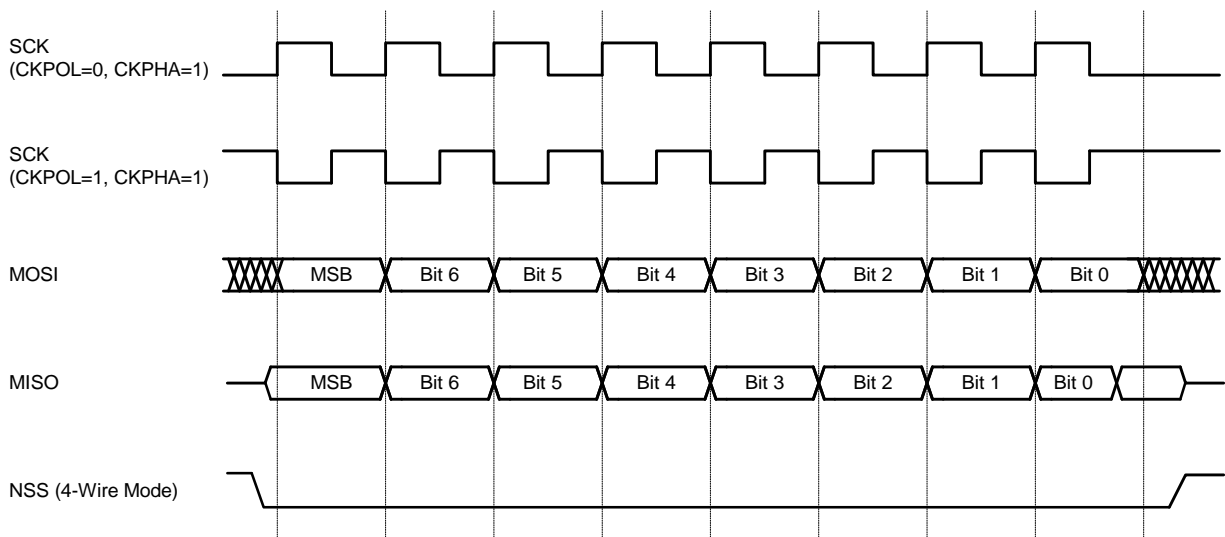 SCK
(CKPOL=0, CKPHA=1)
SCK
(CKPOL=1, CKPHA=1)
MOSI
MSB Bit 6 Bit 5 Bit 4 Bit 3 Bit 2 Bit 1 Bit 0
MISO
MSB Bit 6 Bit 5 Bit 4 Bit 3 Bit 2 Bit 1 Bit 0
NSS (4-Wire Mode)